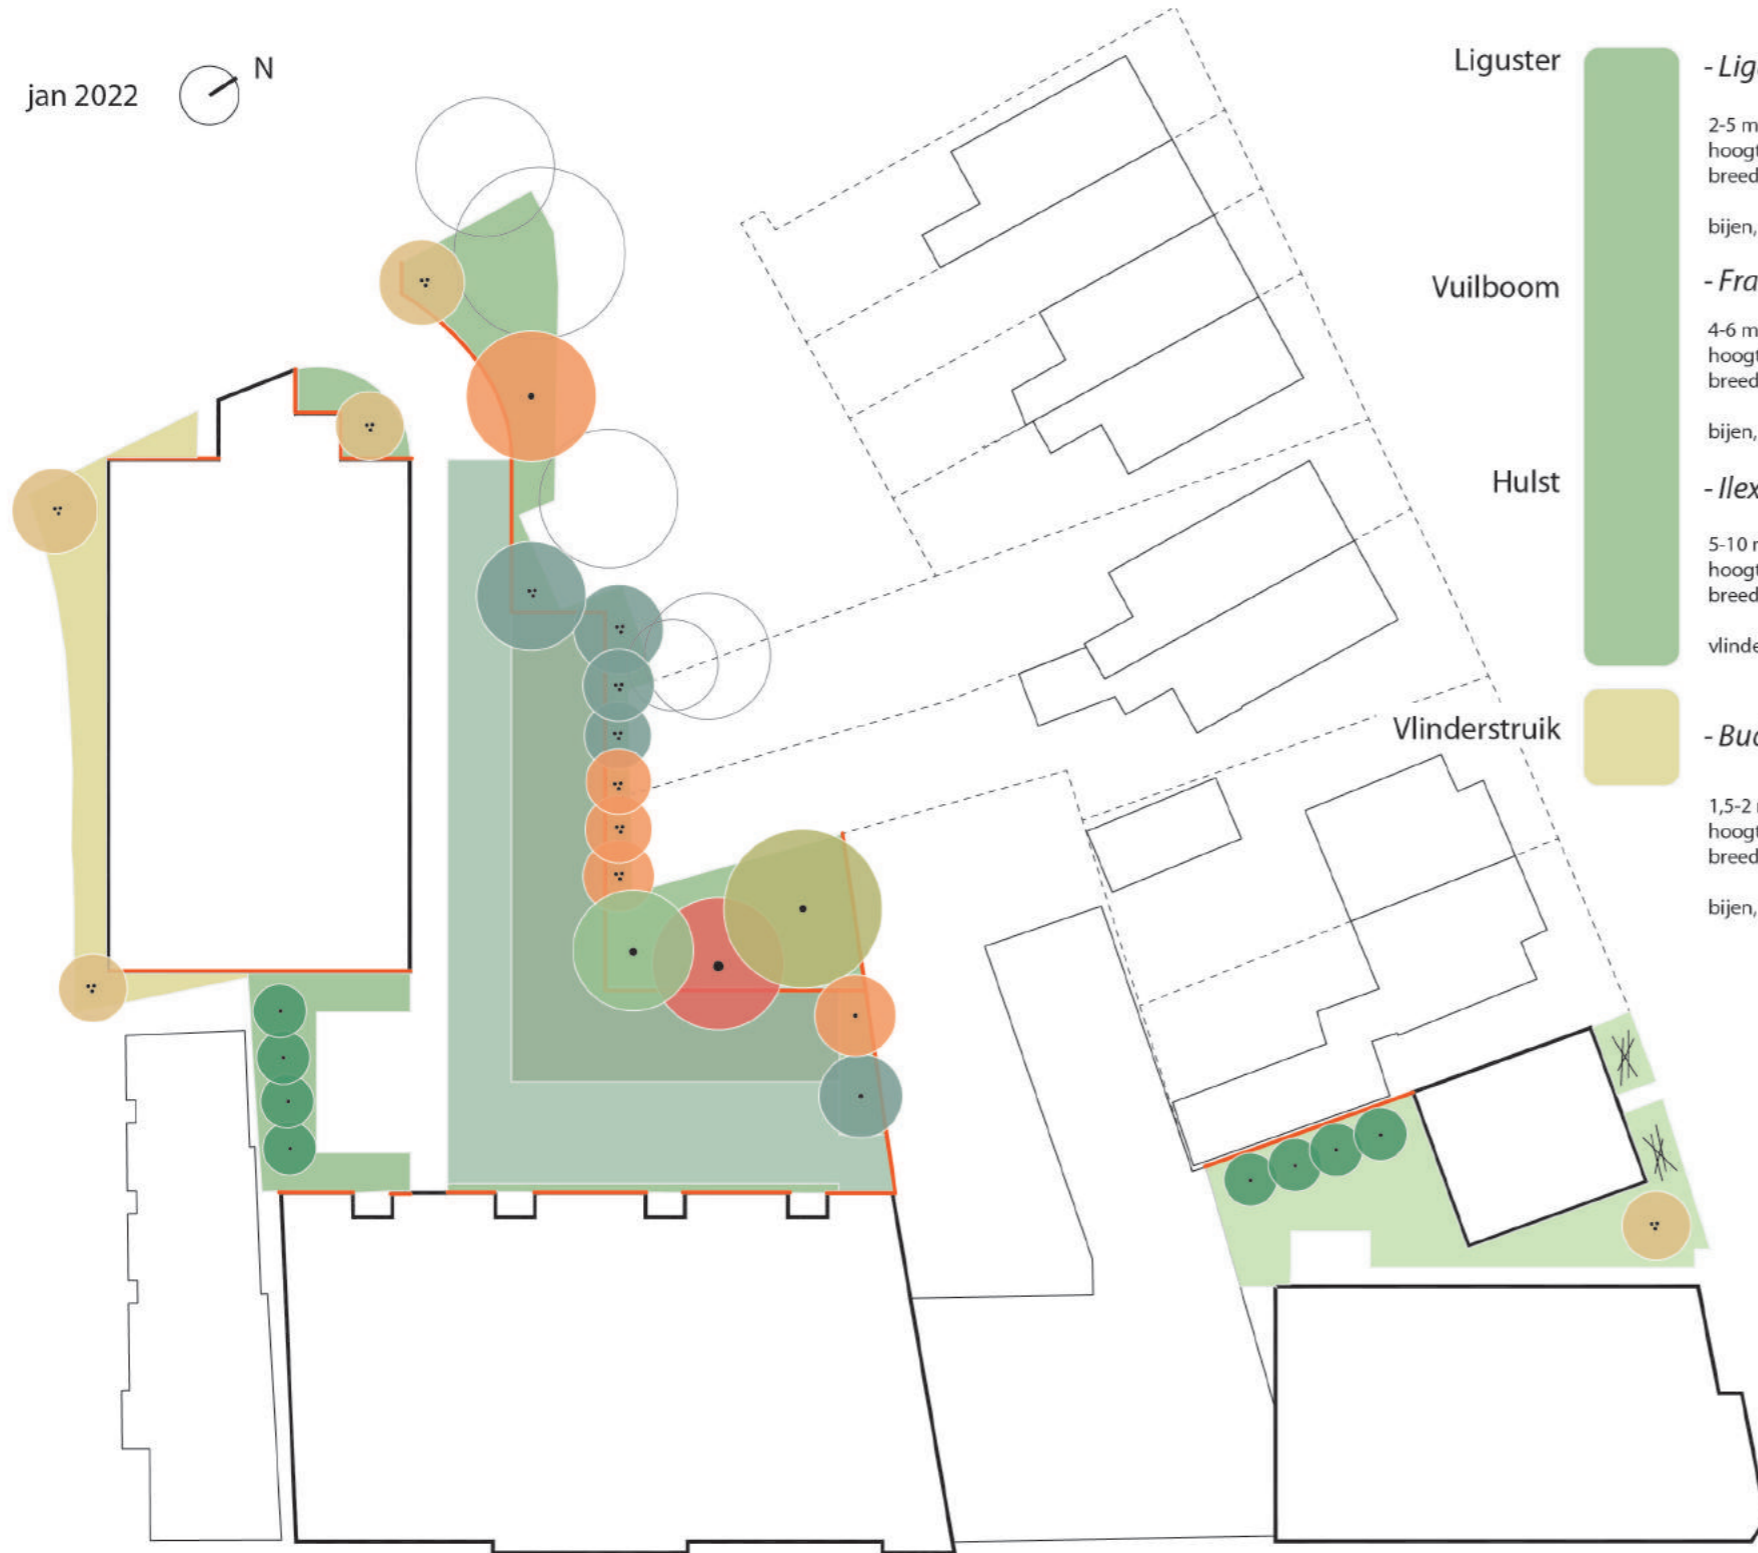 jan 2022
N
Liguster
- Lig
2-5 m
hoogt
breed
bijen,
Vuilboom
- Fra
4-6 m
hoogt
breed
bijen,
Hulst
- Ilex
5-10 m
hoogt
breed
vlinde
Vlinderstruik
- Bud
1,5-2 m
hoogt
breed
bijen,